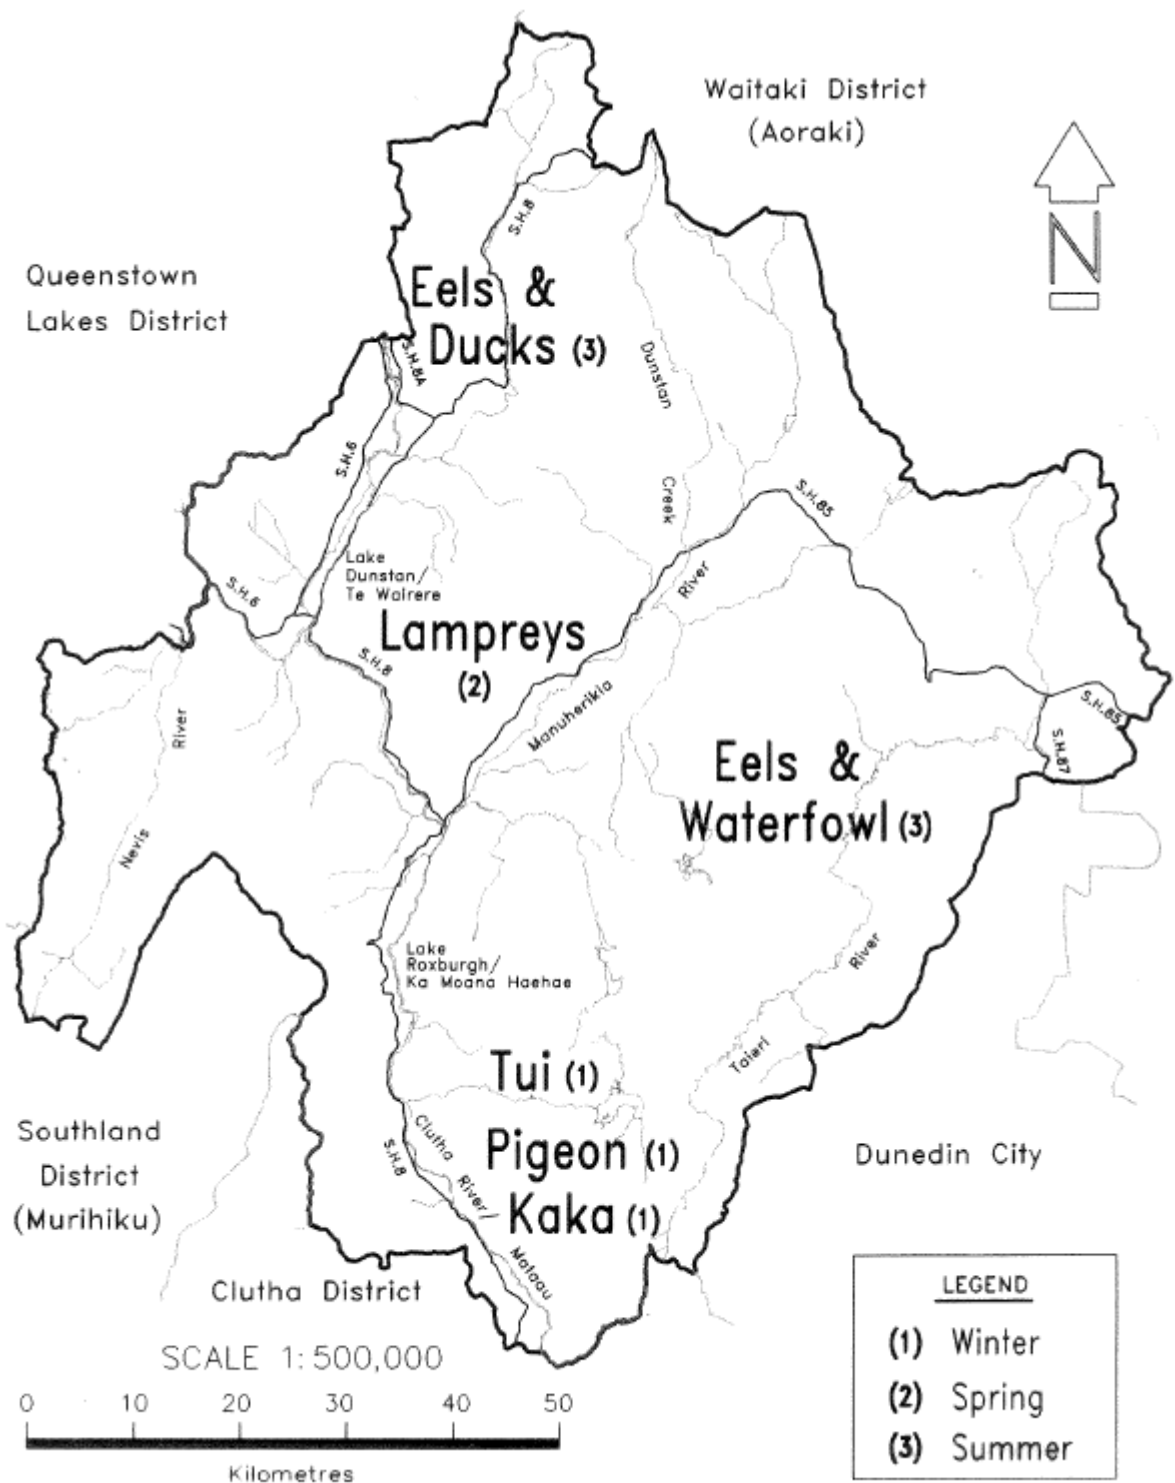 Waitaki District
(Aoraki)
N
S.H.8
Queenstown
Lakes District
Eels &
Ducks (3)
S.H.8A
Dunstan
Creek
S.H.6
S.H.85
Lake
Dunstan/
Te Wairere
River
S.H.6
Lampreys
(2)
S.H.8
Manuherikia
River
Nevis
S.H.85
S.H.87
Eels &
Waterfowl (3)
Lake
Roxburgh/
Ka Moana Haehae
River
Taieri
Tui (1)
Pigeon (1)
Kaka (1)
Clutha
River/
Mataau
S.H.8
Southland
District
(Murihiku)
Dunedin City
Clutha District
SCALE 1:500,000
0 10 20 30 40 50
Kilometres
LEGEND
(1) Winter
(2) Spring
(3) Summer